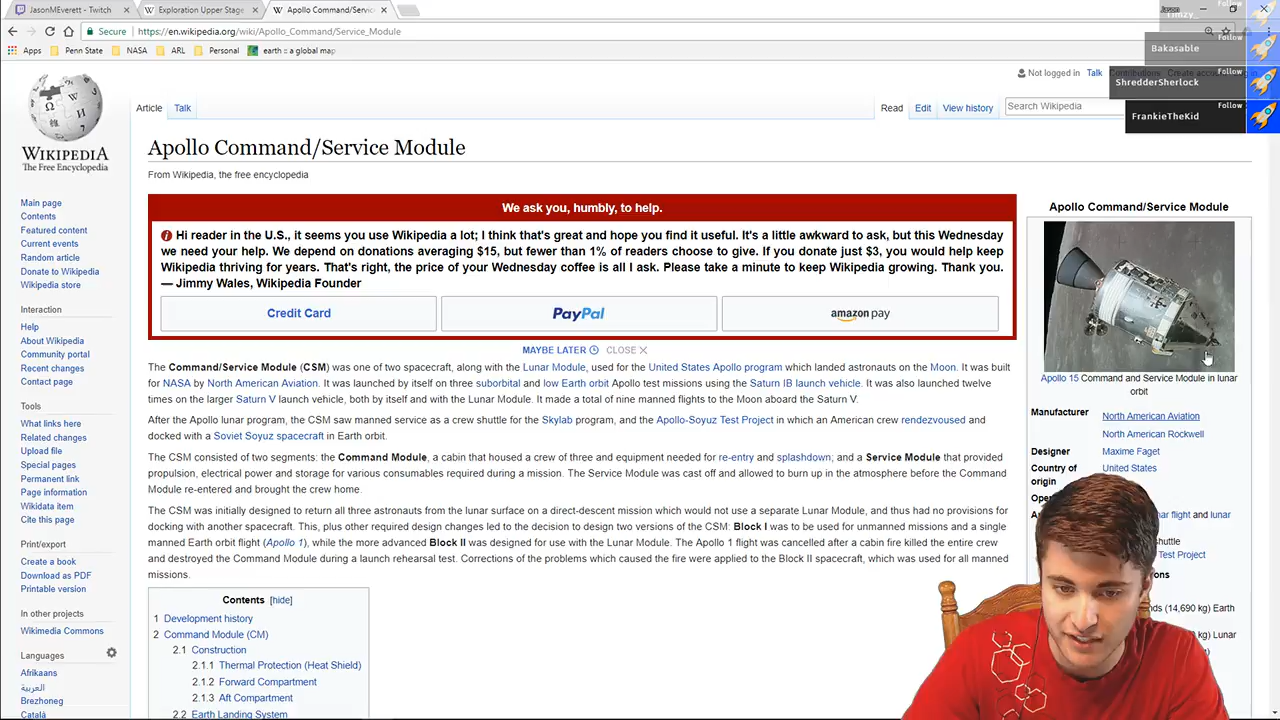 JasonMEverett - Twitch
Exploration Upper Stage
Apollo Command/Servic
Secure
https://en.wikipedia.org/wiki/Apollo_Command/Service_Module
Apps
Penn State
NASA
ARL
Personal
earth :: a global map
Follow
Bakasable
Follow
ShredderSherlock
Follow
FrankieTheKid
Follow
WIKIPEDIA
The Free Encyclopedia
Main page
Contents
Featured content
Current events
Random article
Donate to Wikipedia
Wikipedia store
Interaction
Help
About Wikipedia
Community portal
Recent changes
Contact page
Tools
What links here
Related changes
Upload file
Special pages
Permanent link
Page information
Wikidata item
Cite this page
Print/export
Create a book
Download as PDF
Printable version
In other projects
Wikimedia Commons
Languages
Afrikaans
العربية
Brezhoneg
Català
Not logged in Talk Contributions Create account
Article Talk
Read Edit View history
Search Wikipedia
Apollo Command/Service Module
From Wikipedia, the free encyclopedia
We ask you, humbly, to help.
Hi reader in the U.S., it seems you use Wikipedia a lot; I think that's great and hope you find it useful. It's a little awkward to ask, but this Wednesday
we need your help. We depend on donations averaging $15, but fewer than 1% of readers choose to give. If you donate just $3, you would help keep
Wikipedia thriving for years. That's right, the price of your Wednesday coffee is all I ask. Please take a minute to keep Wikipedia growing. Thank you.
— Jimmy Wales, Wikipedia Founder
Credit Card
PayPal
amazon pay
MAYBE LATER CLOSE
The Command/Service Module (CSM) was one of two spacecraft, along with the Lunar Module, used for the United States Apollo program which landed astronauts on the Moon. It was built
for NASA by North American Aviation. It was launched by itself on three suborbital and low Earth orbit Apollo test missions using the Saturn IB launch vehicle. It was also launched twelve
times on the larger Saturn V launch vehicle, both by itself and with the Lunar Module. It made a total of nine manned flights to the Moon aboard the Saturn V.
After the Apollo lunar program, the CSM saw manned service as a crew shuttle for the Skylab program, and the Apollo-Soyuz Test Project in which an American crew rendezvoused and
docked with a Soviet Soyuz spacecraft in Earth orbit.
The CSM consisted of two segments: the Command Module, a cabin that housed a crew of three and equipment needed for re-entry and splashdown; and a Service Module that provided
propulsion, electrical power and storage for various consumables required during a mission. The Service Module was cast off and allowed to burn up in the atmosphere before the Command
Module re-entered and brought the crew home.
The CSM was initially designed to return all three astronauts from the lunar surface on a direct-descent mission which would not use a separate Lunar Module, and thus had no provisions for
docking with another spacecraft. This, plus other required design changes led to the decision to design two versions of the CSM: Block I was to be used for unmanned missions and a single
manned Earth orbit flight (Apollo 1), while the more advanced Block II was designed for use with the Lunar Module. The Apollo 1 flight was cancelled after a cabin fire killed the entire crew
and destroyed the Command Module during a launch rehearsal test. Corrections of the problems which caused the fire were applied to the Block II spacecraft, which was used for all manned
missions.
Contents [hide]
1 Development history
2 Command Module (CM)
2.1 Construction
2.1.1 Thermal Protection (Heat Shield)
2.1.2 Forward Compartment
2.1.3 Aft Compartment
2.2 Earth Landing System
Apollo Command/Service Module
Apollo 15 Command and Service Module in lunar
orbit
Manufacturer North American Aviation
North American Rockwell
Designer Maxime Faget
Country of
origin United States
flight and lunar
Test Project
(14,690 kg) Earth
kg) Lunar